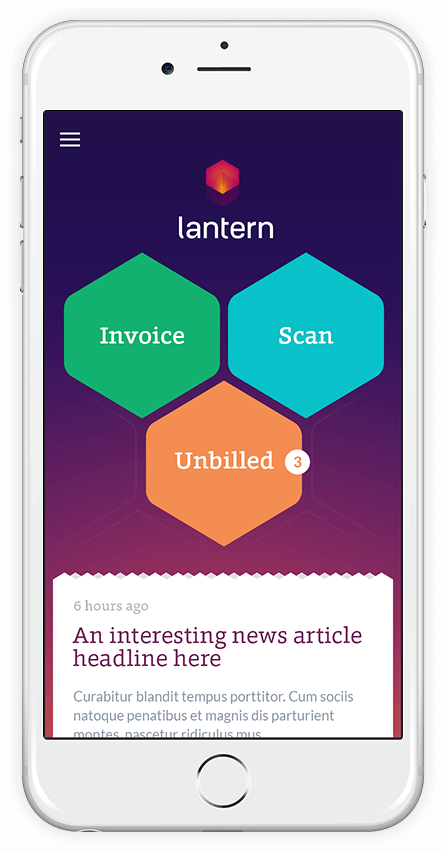 lantern
Invoice
Scan
Unbilled
3
6 hours ago
An interesting news article
headline here
Curabitur blandit tempus porttitor. Cum sociis
natoque penatibus et magnis dis parturient
montes, nascetur ridiculus mus.